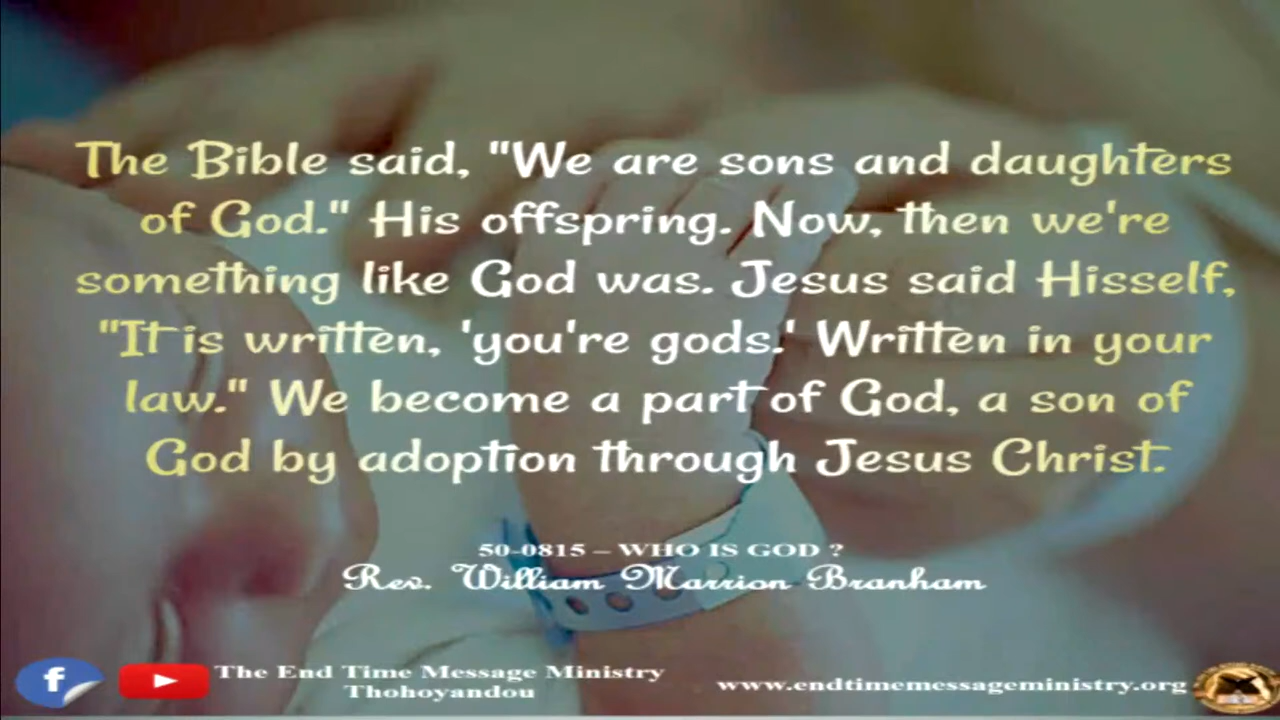 The Bible said, "We are sons and daughters
of God." His offspring. Now, then we're
something like God was. Jesus said Hisself,
"It is written, 'you're gods.' Written in your
law." We become a part of God, a son of
God by adoption through Jesus Christ.
50-0815 – WHO IS GOD ?
Rev. William Marrion Branham
f
The End Time Message Ministry
Thohoyandou
www.endtimemessageministry.org